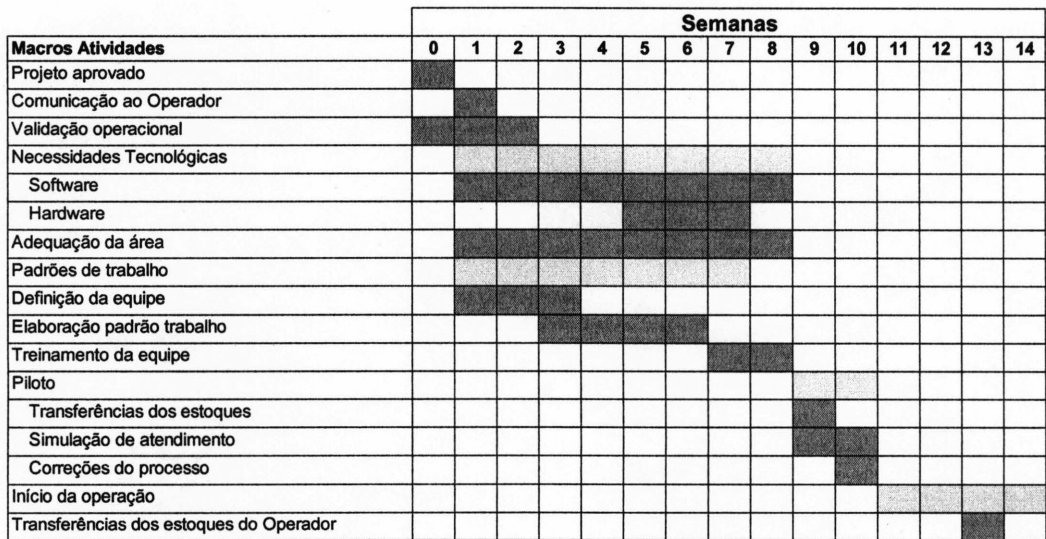 Semanas
Macros Atividades 0 1 2 3 4 5 6 7 8 9 10 11 12 13 14
Projeto aprovado
Comunicação ao Operador
Validação operacional
Necessidades Tecnológicas
Software
Hardware
Adequação da área
Padrões de trabalho
Definição da equipe
Elaboração padrão trabalho
Treinamento da equipe
Piloto
Transferências dos estoques
Simulação de atendimento
Correções do processo
Início da operação
Transferências dos estoques do Operador